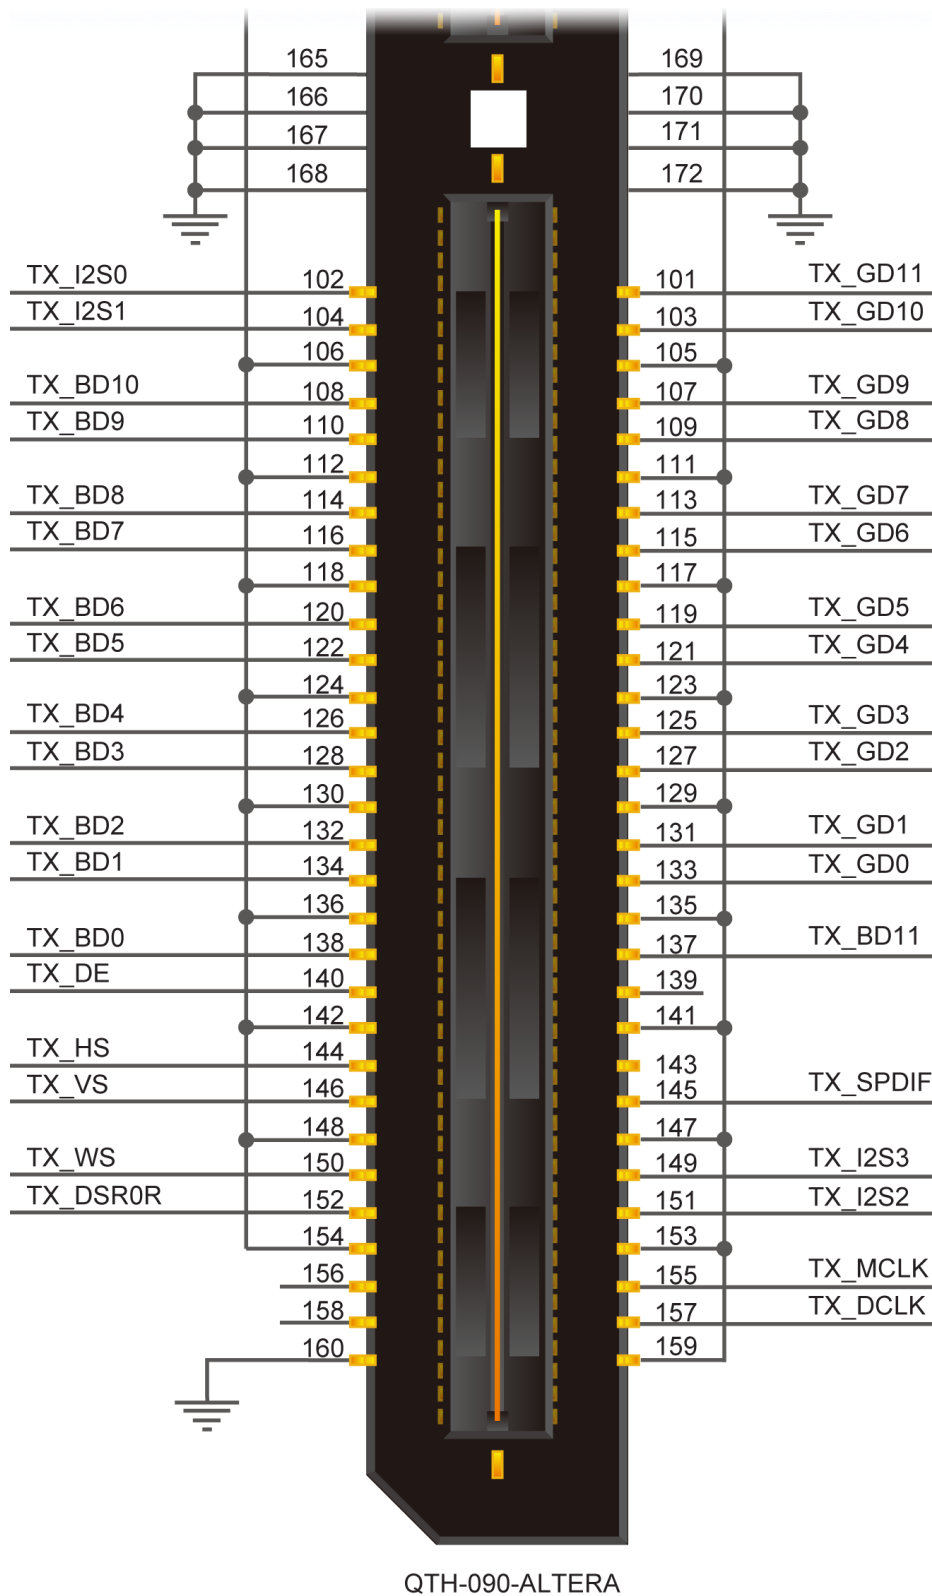 165 169
166 170
167 171
168 172
TX_I2S0 102 101 TX_GD11
TX_I2S1 104 103 TX_GD10
106 105
TX_BD10 108 107 TX_GD9
TX_BD9 110 109 TX_GD8
112 111
TX_BD8 114 113 TX_GD7
TX_BD7 116 115 TX_GD6
118 117
TX_BD6 120 119 TX_GD5
TX_BD5 122 121 TX_GD4
124 123
TX_BD4 126 125 TX_GD3
TX_BD3 128 127 TX_GD2
130 129
TX_BD2 132 131 TX_GD1
TX_BD1 134 133 TX_GD0
136 135
TX_BD0 138 137 TX_BD11
TX_DE 140 139
142 141
TX_HS 144 143
TX_VS 146 145 TX_SPDIF
148 147
TX_WS 150 149 TX_I2S3
TX_DSR0R 152 151 TX_I2S2
154 153
156 155 TX_MCLK
158 157 TX_DCLK
160 159
QTH-090-ALTERA